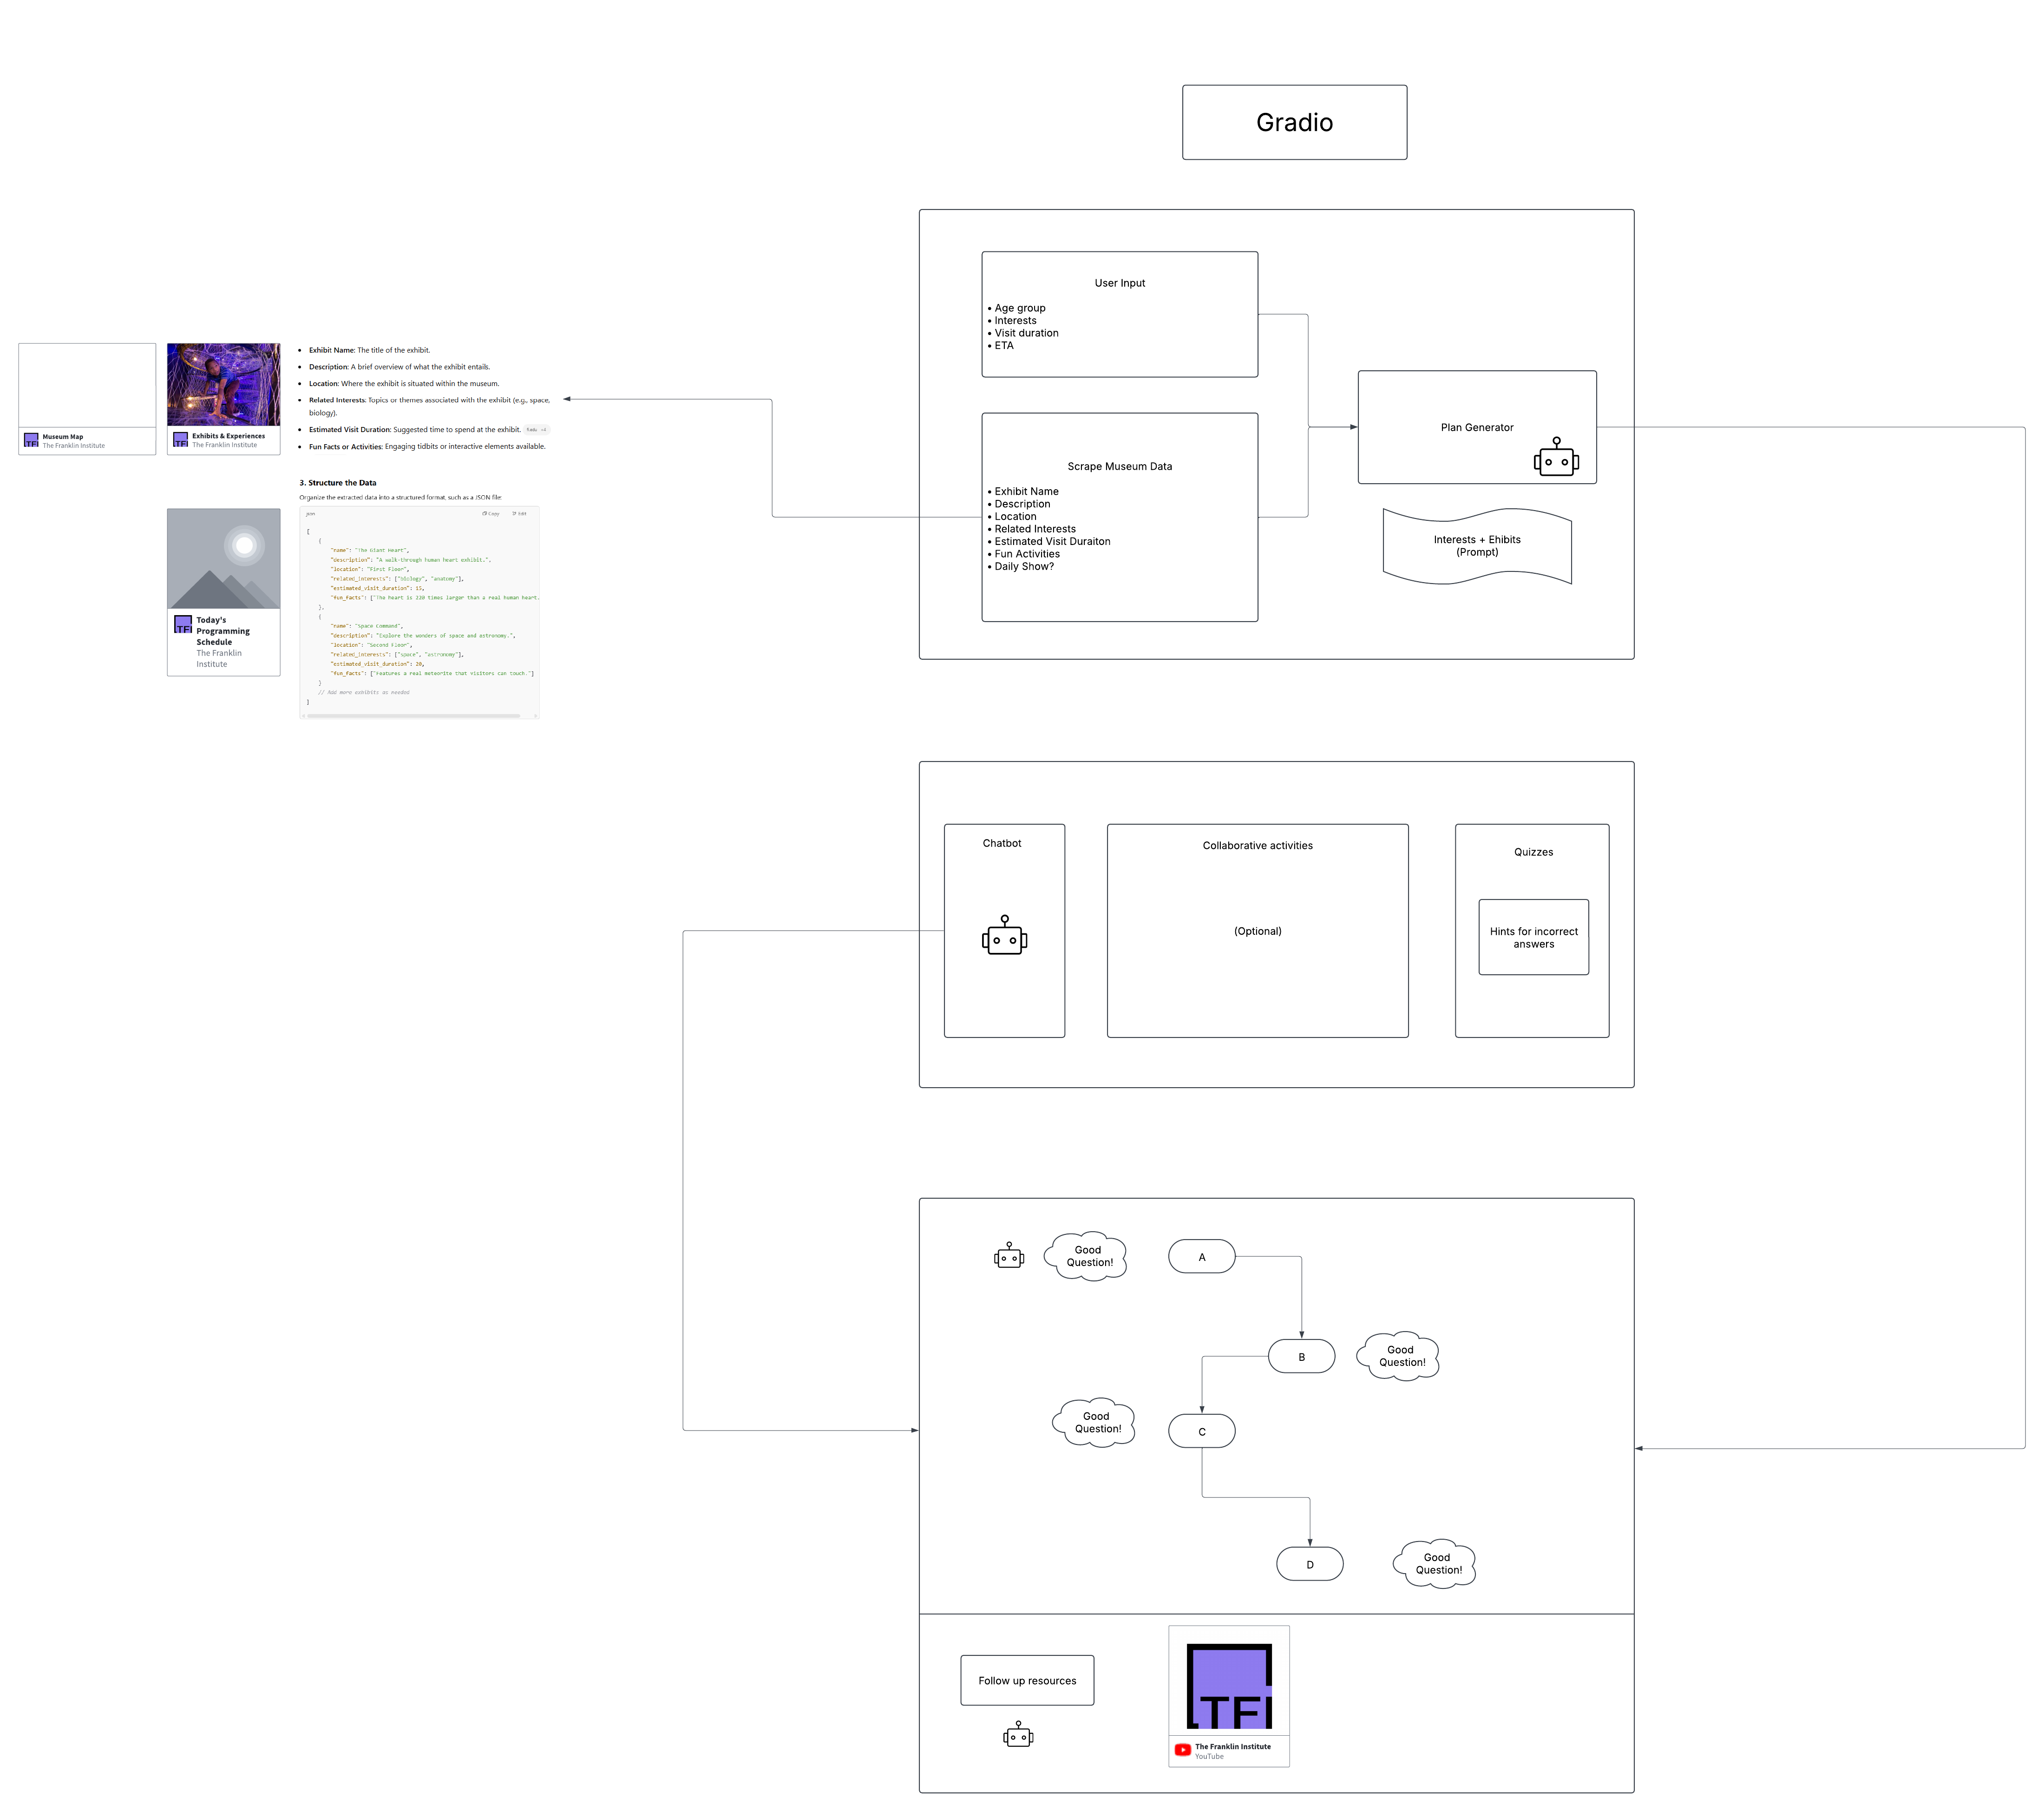 Gradio
User Input
• Age group
• Interests
• Visit duration
• ETA
Scrape Museum Data
• Exhibit Name
• Description
• Location
• Related Interests
• Estimated Visit Duraiton
• Fun Activities
• Daily Show?
Plan Generator
Interests + Ehibits
(Prompt)
Museum Map
The Franklin Institute
Exhibits & Experiences
The Franklin Institute
Today's
Programming
Schedule
The Franklin
Institute
• Exhibit Name: The title of the exhibit.
• Description: A brief overview of what the exhibit entails.
• Location: Where the exhibit is situated within the museum.
• Related Interests: Topics or themes associated with the exhibit (e.g., space,
biology).
• Estimated Visit Duration: Suggested time to spend at the exhibit.
• Fun Facts or Activities: Engaging tidbits or interactive elements available.
3. Structure the Data
Organize the extracted data into a structured format, such as a JSON file:
json
Copy
Edit
[
{
"name": "The Giant Heart",
"description": "A walk-through human heart exhibit.",
"location": "First Floor",
"related_interests": ["biology", "anatomy"],
"estimated_visit_duration": 15,
"fun_facts": ["The heart is 220 times larger than a real human heart.
},
{
"name": "Space Command",
"description": "Explore the wonders of space and astronomy.",
"location": "Second Floor",
"related_interests": ["space", "astronomy"],
"estimated_visit_duration": 20,
"fun_facts": ["Features a real meteorite that visitors can touch."]
}
// Add more exhibits as needed
]
Chatbot
Collaborative activities
(Optional)
Quizzes
Hints for incorrect
answers
Good
Question!
A
B
Good
Question!
Good
Question!
C
D
Good
Question!
Follow up resources
TFI
The Franklin Institute
YouTube